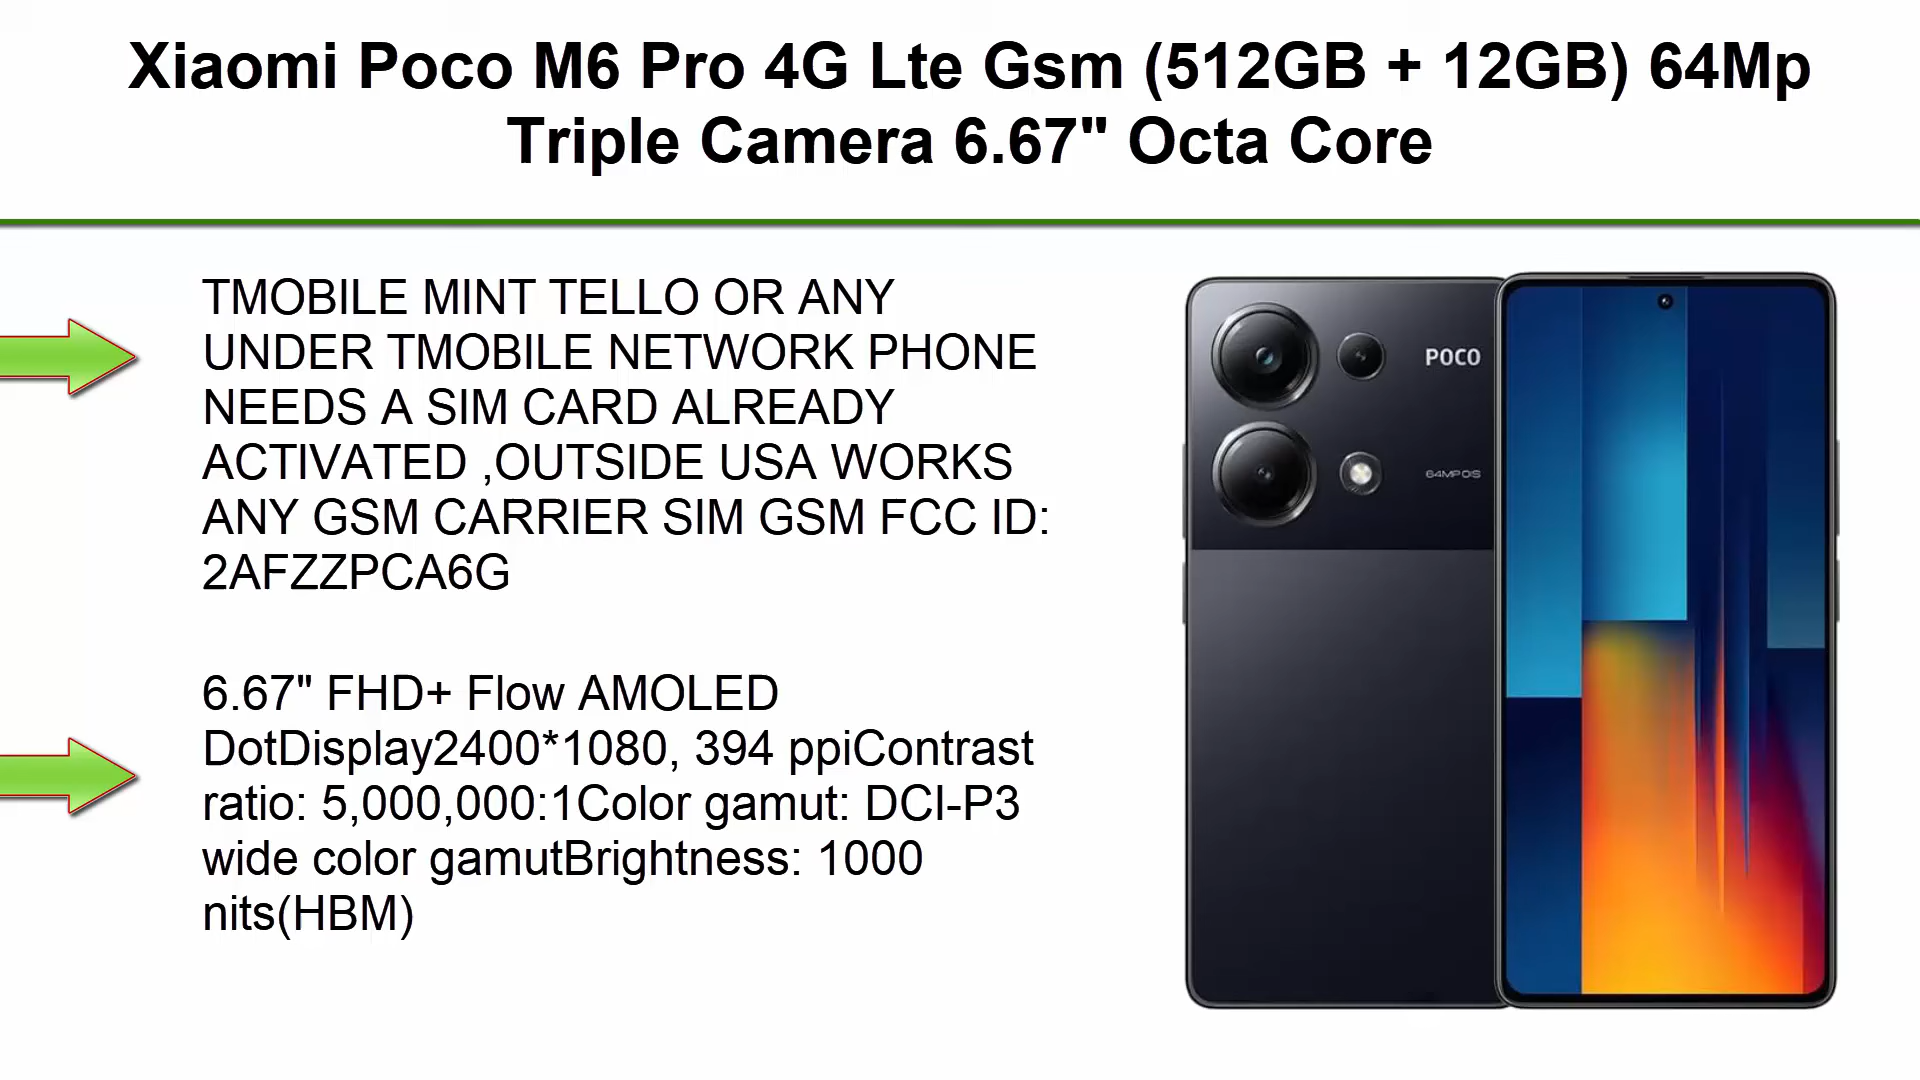 Xiaomi Poco M6 Pro 4G Lte Gsm (512GB + 12GB) 64Mp
Triple Camera 6.67" Octa Core
TMOBILE MINT TELLO OR ANY
UNDER TMOBILE NETWORK PHONE
NEEDS A SIM CARD ALREADY
ACTIVATED ,OUTSIDE USA WORKS
ANY GSM CARRIER SIM GSM FCC ID:
2AFZZPCA6G
6.67" FHD+ Flow AMOLED
DotDisplay2400*1080, 394 ppiContrast
ratio: 5,000,000:1Color gamut: DCI-P3
wide color gamutBrightness: 1000
nits(HBM)
POCO
64MP OIS